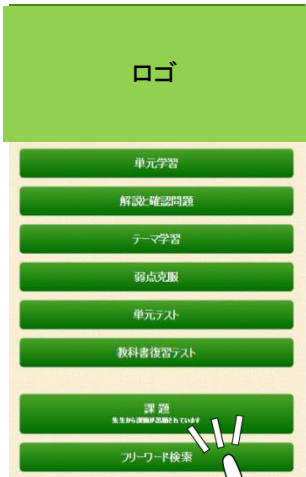 ロゴ
単元学習
解説と確認問題
テーマ学習
弱点克服
単元テスト
教科書復習テスト
課題
先生から課題が出題されています
フリーワード検索